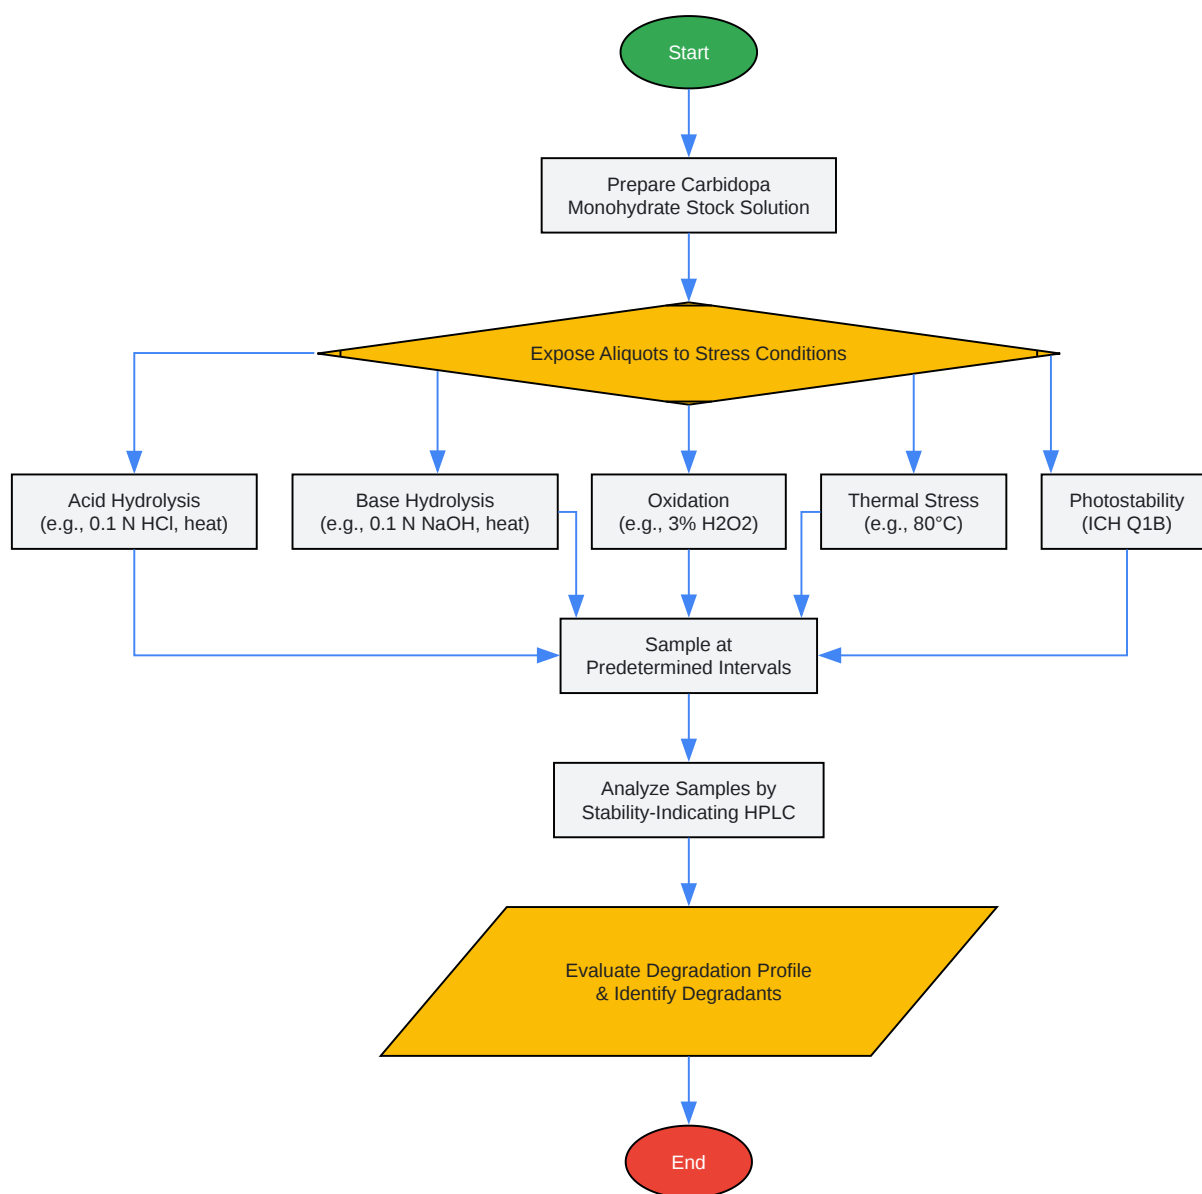 Start
Prepare Carbidopa
Monohydrate Stock Solution
Expose Aliquots to Stress Conditions
Acid Hydrolysis
(e.g., 0.1 N HCl, heat)
Base Hydrolysis
(e.g., 0.1 N NaOH, heat)
Oxidation
(e.g., 3% H2O2)
Thermal Stress
(e.g., 80°C)
Photostability
(ICH Q1B)
Sample at
Predetermined Intervals
Analyze Samples by
Stability-Indicating HPLC
Evaluate Degradation Profile
& Identify Degradants
End